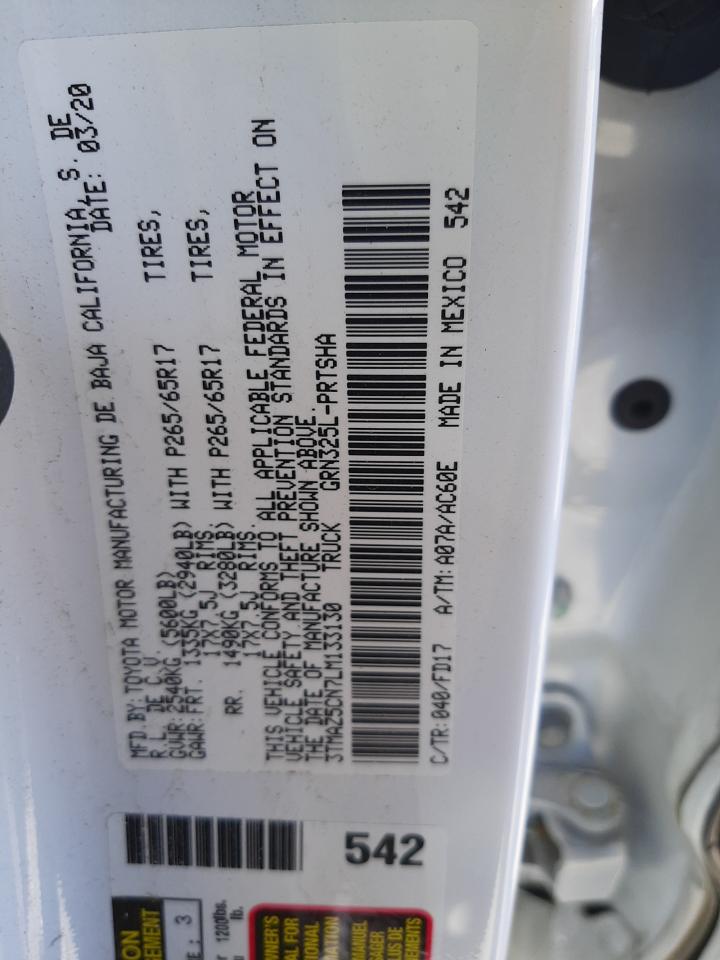 MFD.BY:TOYOTA MOTOR MANUFACTURING DE BAJA CALIFORNIA,S. DE
R.L. DE C.V. DATE: 03/20
GVWR:2540KG (5600LB)
GAWR:FRT. 1335KG (2940LB) WITH P265/65R17 TIRES,
17X7.5J RIMS
RR. 1490KG (3280LB) WITH P265/65R17 TIRES,
17X7.5J RIMS.
THIS VEHICLE CONFORMS TO ALL APPLICABLE FEDERAL MOTOR
VEHICLE SAFETY AND THEFT PREVENTION STANDARDS IN EFFECT ON
THE DATE OF MANUFACTURE SHOWN ABOVE.
3TMAZ5CN7LM133130 TRUCK GRN325L-PRTSHA
C/TR:040/FD17 A/TM:A07A/AC60E MADE IN MEXICO 542
542
: 3
1200lbs.
lb.